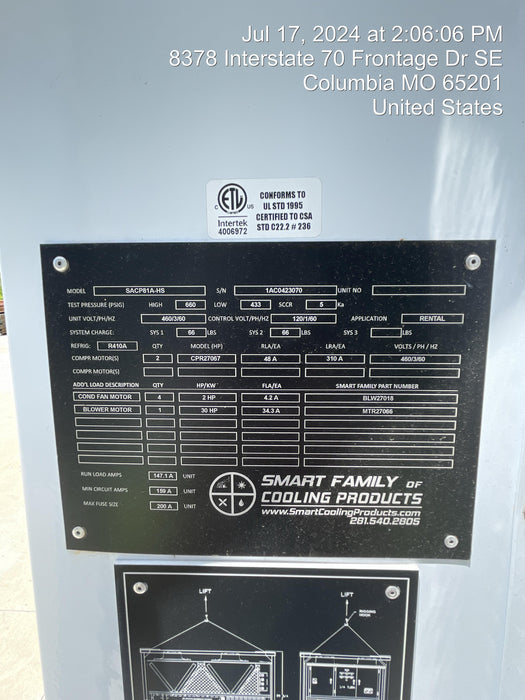 Jul 17, 2024 at 2:06:06 PM
8378 Interstate 70 Frontage Dr SE
Columbia MO 65201
United States
ETL
C US
Intertek
4006972
CONFORMS TO
UL STD 1995
CERTIFIED TO CSA
STD C22.2 # 236
MODEL SACP81A-HS S/N 1AC0423070 UNIT NO
TEST PRESSURE (PSIG) HIGH 660 LOW 433 SCCR 5 Ka
UNIT VOLT/PH/HZ 460/3/60 CONTROL VOLT/PH/HZ 120/1/60 APPLICATION RENTAL
SYSTEM CHARGE: SYS 1 66 LBS SYS 2 66 LBS SYS 3 LBS
REFRIG: R410A QTY MODEL (HP) RLA/EA LRA/EA VOLTS / PH / HZ
COMPR MOTOR(S) 2 CPR27067 48 A 310 A 460/3/60
COMPR MOTOR(S)
ADD'L LOAD DESCRIPTION QTY HP/KW FLA/EA SMART FAMILY PART NUMBER
COND FAN MOTOR 4 2 HP 4.2 A BLW27018
BLOWER MOTOR 1 30 HP 34.3 A MTR27066
RUN LOAD AMPS 147.1 A UNIT
MIN CIRCUIT AMPS 159 A UNIT
MAX FUSE SIZE 200 A UNIT
SMART FAMILY OF
COOLING PRODUCTS
www.SmartCoolingProducts.com
281.540.2805
LIFT LIFT
RIGGING
HOOK